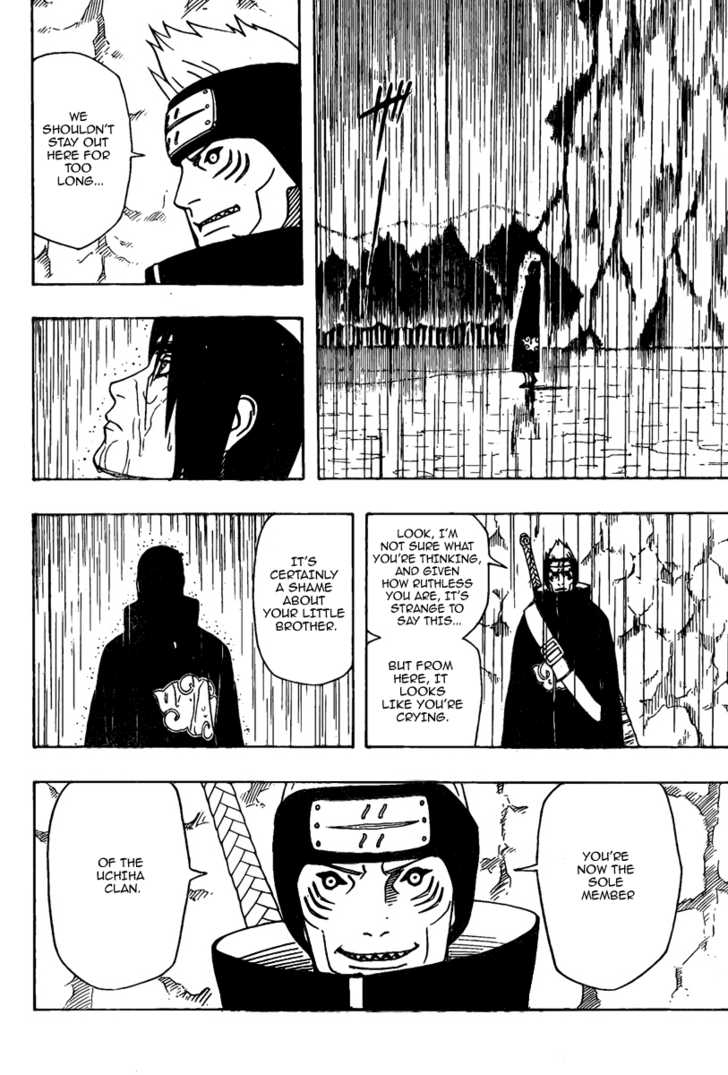 WE
SHOULDN'T
STAY OUT
HERE FOR
TOO
LONG...
LOOK, I'M
NOT SURE WHAT
YOU'RE THINKING,
AND GIVEN
HOW RUTHLESS
YOU ARE, IT'S
STRANGE TO
SAY THIS...
BUT FROM
HERE, IT
LOOKS
LIKE YOU'RE
CRYING.
IT'S
CERTAINLY
A SHAME
ABOUT
YOUR LITTLE
BROTHER.
YOU'RE
NOW THE
SOLE
MEMBER
OF THE
UCHIHA
CLAN.